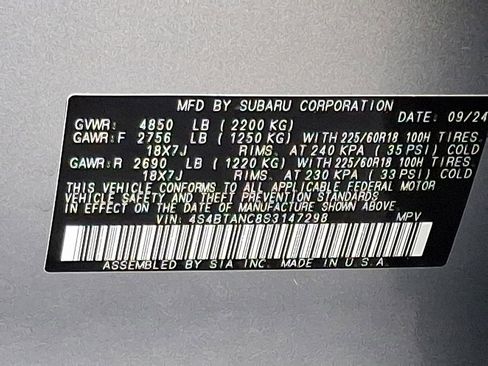 MFD BY SUBARU CORPORATION DATE: 09/24
GVWR: 4850 LB (2200 KG)
GAWR:F 2756 LB (1250 KG) WITH 225/60R18 100H TIRES.
18X7J RIMS. AT 240 KPA (35 PSI) COLD
GAWR:R 2690 LB (1220 KG) WITH 225/60R18 100H TIRES.
18X7J RIMS. AT 230 KPA (33 PSI) COLD
THIS VEHICLE CONFORMS TO ALL APPLICABLE FEDERAL MOTOR
VEHICLE SAFETY AND THEFT PREVENTION STANDARDS
IN EFFECT ON THE DATE OF MANUFACTURE SHOWN ABOVE.
VIN: 4S4BTANC8S3147298 MPV
ASSEMBLED BY SIA INC. MADE IN U.S.A.